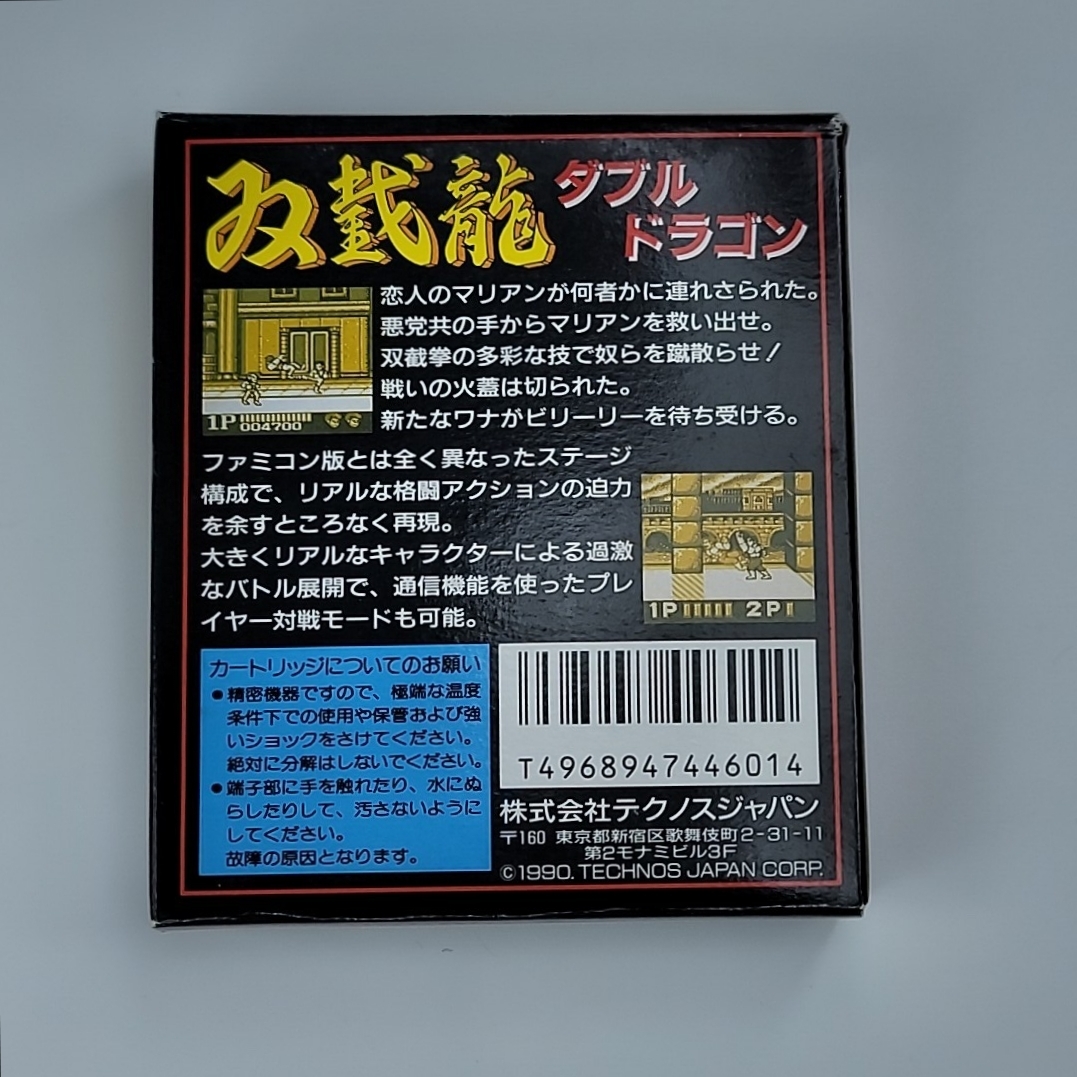 双截龍
ダブル
ドラゴン
恋人のマリアンが何者かに連れさられた。
悪党共の手からマリアンを救い出せ。
双截拳の多彩な技で奴らを蹴散らせ！
戦いの火蓋は切られた。
新たなワナがビリーリーを待ち受ける。
1P
004700
ファミコン版とは全く異なったステージ
構成で、リアルな格闘アクションの迫力
を余すところなく再現。
大きくリアルなキャラクターによる過激
なバトル展開で、通信機能を使ったプレ
イヤー対戦モードも可能。
1P 2P
カートリッジについてのお願い
●精密機器ですので、極端な温度
条件下での使用や保管および強
いショックをさけてください。
絶対に分解はしないでください。
●端子部に手を触れたり、水にぬ
らしたりして、汚さないように
してください。
故障の原因となります。
T4968947446014
株式会社テクノスジャパン
〒160 東京都新宿区歌舞伎町2-31-11
第2モナミビル3F
©1990. TECHNOS JAPAN CORP.